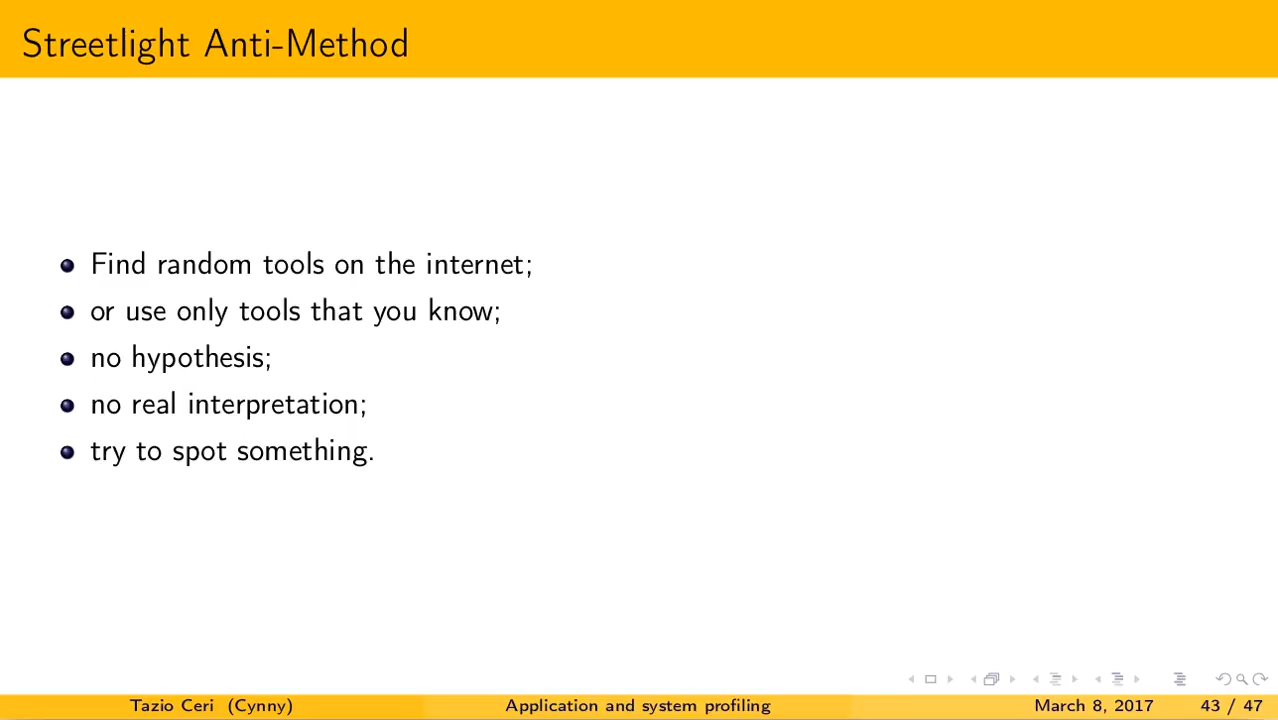 Streetlight Anti-Method
Find random tools on the internet;
or use only tools that you know;
no hypothesis;
no real interpretation;
try to spot something.
Tazio Ceri (Cynny) Application and system profiling March 8, 2017 43 / 47